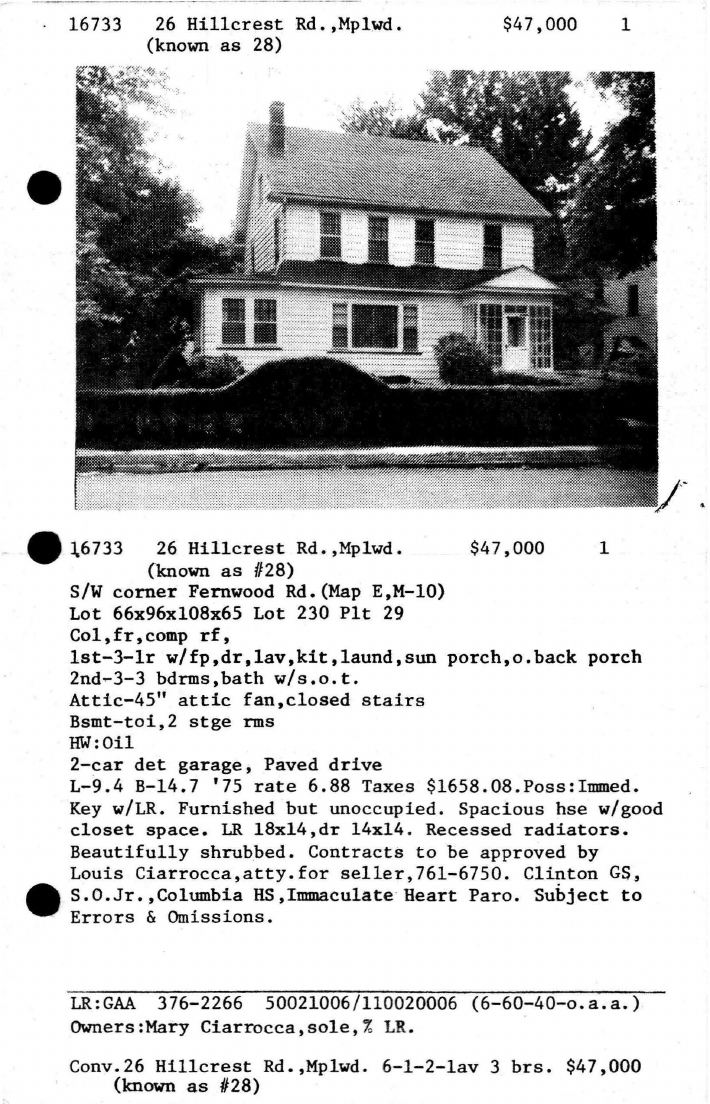 16733 26 Hillcrest Rd.,Mplwd. $47,000 1
(known as 28)
16733 26 Hillcrest Rd.,Mplwd. $47,000 1
(known as #28)
S/W corner Fernwood Rd.(Map E,M-10)
Lot 66x96x108x65 Lot 230 Plt 29
Col,fr,comp rf,
1st-3-lr w/fp,dr,lav,kit,laund,sun porch,o.back porch
2nd-3-3 bdrms,bath w/s.o.t.
Attic-45" attic fan,closed stairs
Bsmt-toi,2 stge rms
HW:Oil
2-car det garage, Paved drive
L-9.4 B-14.7 '75 rate 6.88 Taxes $1658.08.Poss:Immed.
Key w/LR. Furnished but unoccupied. Spacious hse w/good
closet space. LR 18x14,dr 14x14. Recessed radiators.
Beautifully shrubbed. Contracts to be approved by
Louis Ciarrocca,atty.for seller,761-6750. Clinton GS,
S.O.Jr.,Columbia HS,Immaculate Heart Paro. Subject to
Errors & Omissions.
LR:GAA 376-2266 50021006/110020006 (6-60-40-o.a.a.)
Owners:Mary Ciarrocca,sole,% LR.
Conv.26 Hillcrest Rd.,Mplwd. 6-1-2-lav 3 brs. $47,000
(known as #28)